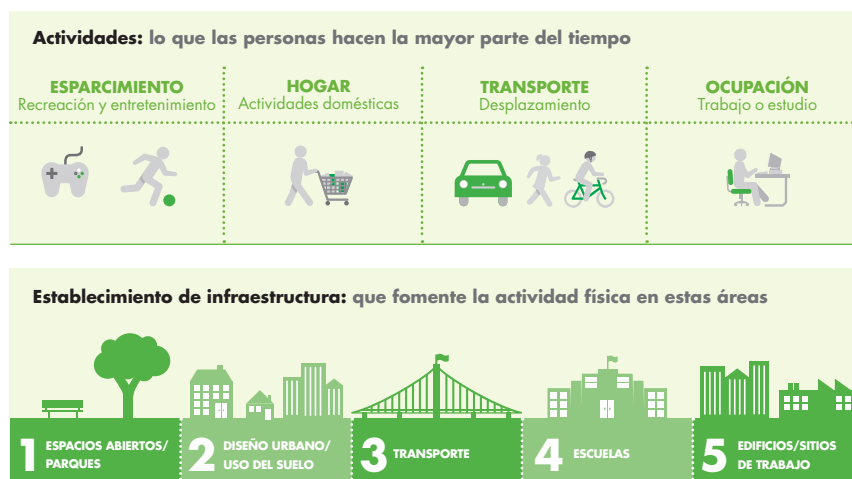 Actividades: lo que las personas hacen la mayor parte del tiempo
ESPARCIMIENTO
Recreación y entretenimiento
HOGAR
Actividades domésticas
TRANSPORTE
Desplazamiento
OCUPACIÓN
Trabajo o estudio
Establecimiento de infraestructura: que fomente la actividad física en estas áreas
1 ESPACIOS ABIERTOS/
PARQUES
2 DISEÑO URBANO/
USO DEL SUELO
3 TRANSPORTE
4 ESCUELAS
5 EDIFICIOS/SITIOS
DE TRABAJO